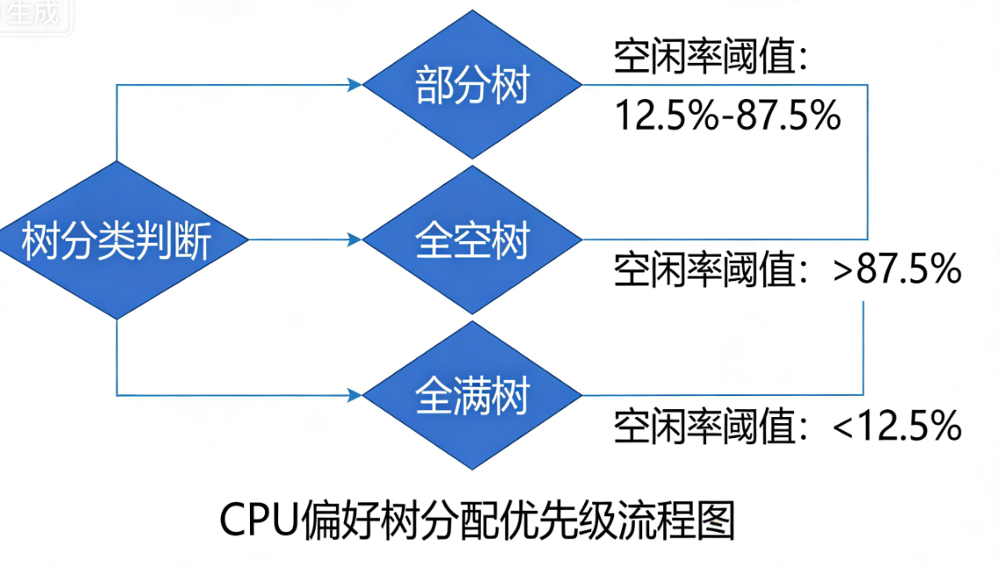 生成
部分树
空闲率阈值：
12.5%-87.5%
树分类判断
全空树
空闲率阈值：>87.5%
全满树
空闲率阈值：<12.5%
CPU偏好树分配优先级流程图